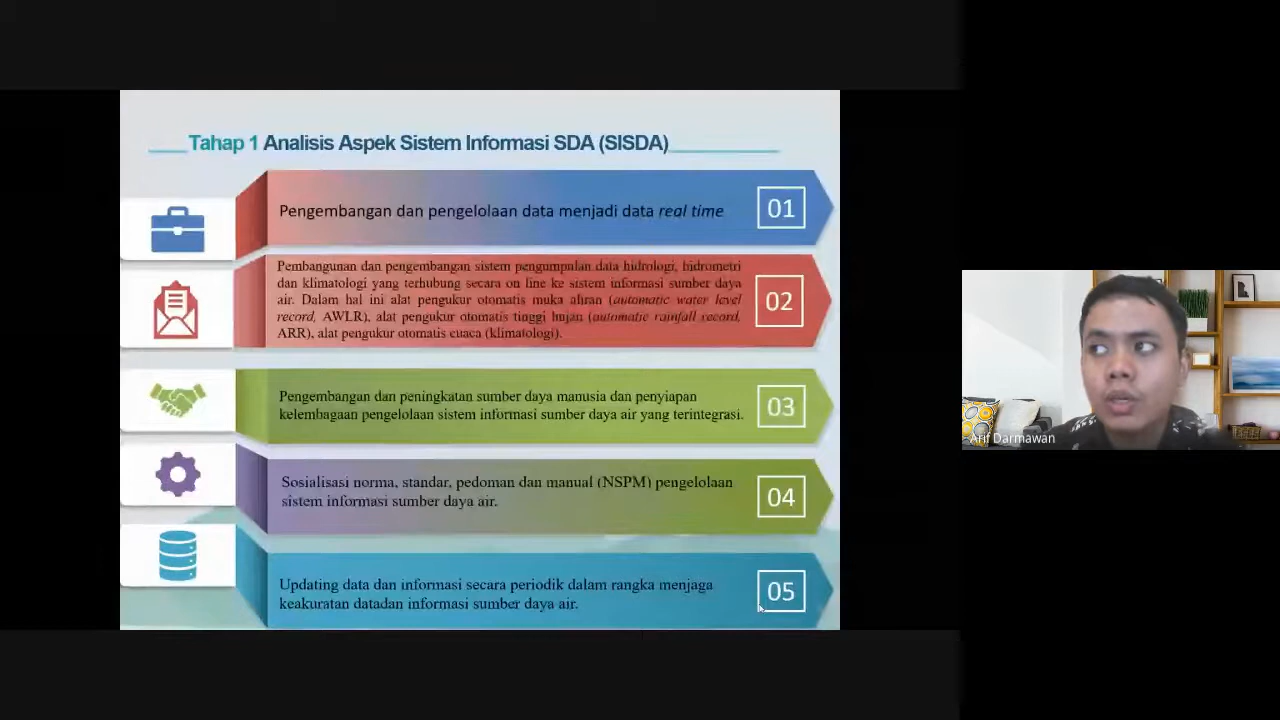 Tahap 1 Analisis Aspek Sistem Informasi SDA (SISDA)
Pengembangan dan pengelolaan data menjadi data real time
01
Pembangunan dan pengembangan sistem pengumpulan data hidrologi, hidrometri
dan klimatologi yang terhubung secara on line ke sistem informasi sumber daya
air. Dalam hal ini alat pengukur otomatis muka aliran (automatic water level
record, AWLR), alat pengukur otomatis tinggi hujan (automatic rainfall record,
ARR), alat pengukur otomatis cuaca (klimatologi).
02
Pengembangan dan peningkatan sumber daya manusia dan penyiapan
kelembagaan pengelolaan sistem informasi sumber daya air yang terintegrasi.
03
Sosialisasi norma, standar, pedoman dan manual (NSPM) pengelolaan
sistem informasi sumber daya air.
04
Updating data dan informasi secara periodik dalam rangka menjaga
keakuratan datadan informasi sumber daya air.
05
Arif Darmawan